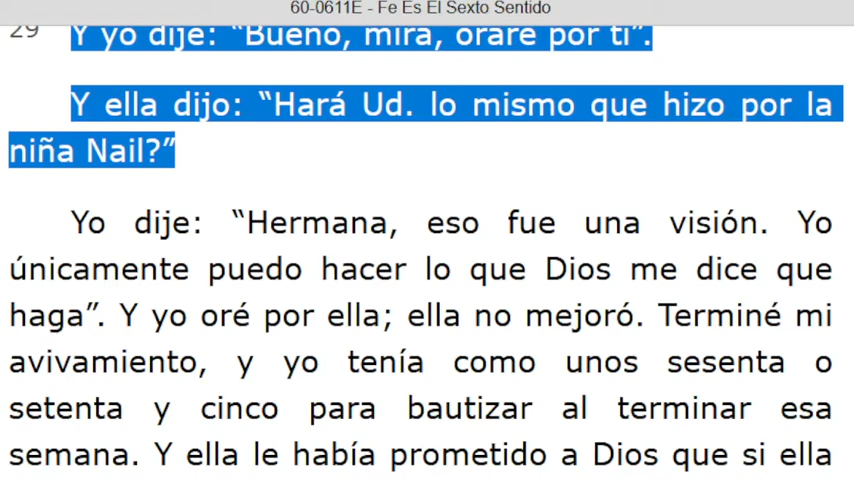 60-0611E - Fe Es El Sexto Sentido
29 Y yo dije: “Bueno, mira, oraré por ti”.
Y ella dijo: “Hará Ud. lo mismo que hizo por la
niña Nail?”
Yo dije: “Hermana, eso fue una visión. Yo
únicamente puedo hacer lo que Dios me dice que
haga”. Y yo oré por ella; ella no mejoró. Terminé mi
avivamiento, y yo tenía como unos sesenta o
setenta y cinco para bautizar al terminar esa
semana. Y ella le había prometido a Dios que si ella